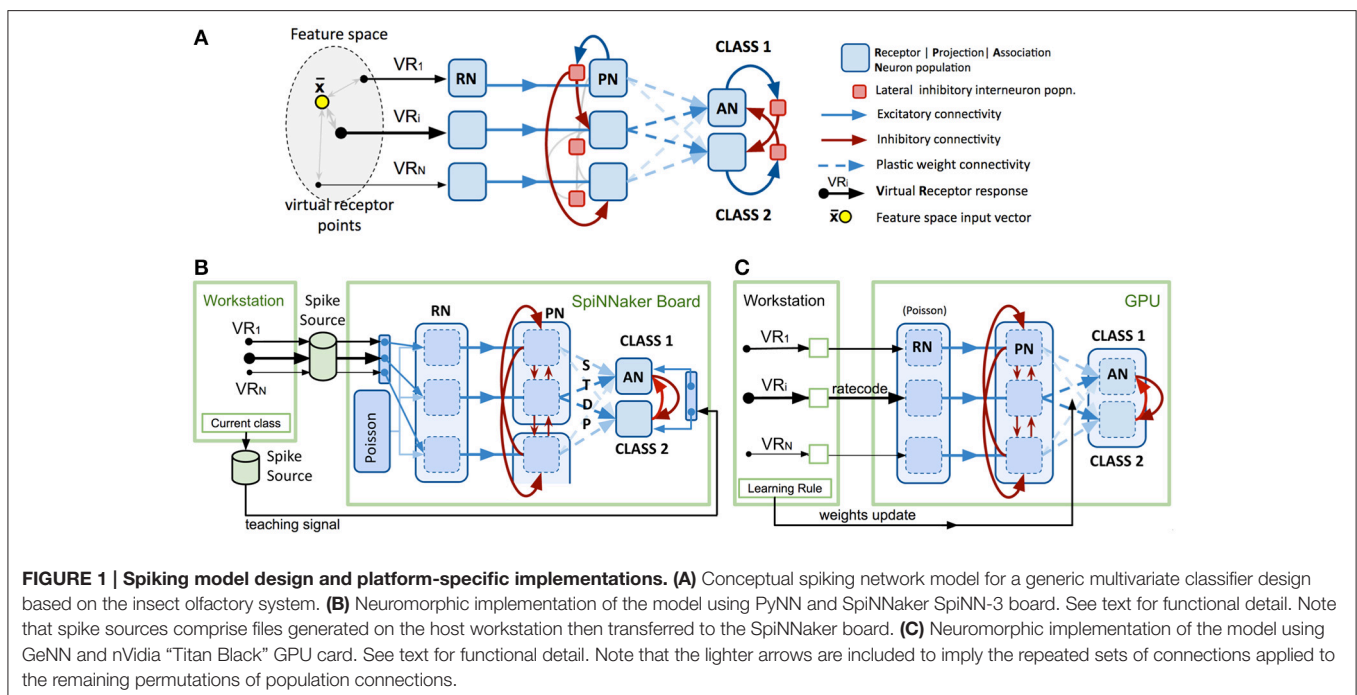 A
Feature space
x̄
VR1
VRi
VRN
virtual receptor
points
RN
PN
CLASS 1
AN
CLASS 2
Receptor | Projection| Association
Neuron population
Lateral inhibitory interneuron popn.
Excitatory connectivity
Inhibitory connectivity
Plastic weight connectivity
VRi
Virtual Receptor response
x̄
Feature space input vector
B
Workstation
Spike
Source
SpiNNaker Board
VR1
VRN
RN
PN
CLASS 1
S
T
D
P
AN
CLASS 2
Poisson
Current class
Spike
Source
teaching signal
C
Workstation
GPU
VR1
VRi
ratecode
VRN
(Poisson)
RN
PN
CLASS 1
AN
CLASS 2
Learning Rule
weights update
FIGURE 1 | Spiking model design and platform-specific implementations. (A) Conceptual spiking network model for a generic multivariate classifier design
based on the insect olfactory system. (B) Neuromorphic implementation of the model using PyNN and SpiNNaker SpiNN-3 board. See text for functional detail. Note
that spike sources comprise files generated on the host workstation then transferred to the SpiNNaker board. (C) Neuromorphic implementation of the model using
GeNN and nVidia “Titan Black” GPU card. See text for functional detail. Note that the lighter arrows are included to imply the repeated sets of connections applied to
the remaining permutations of population connections.